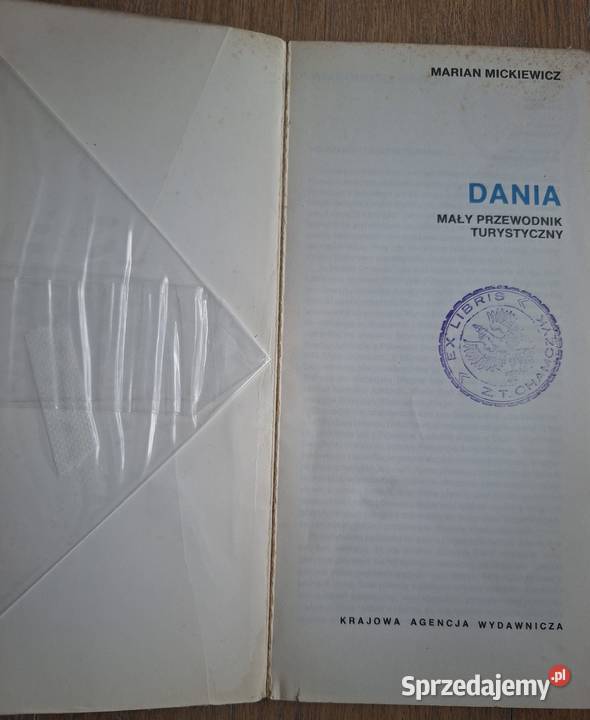 MARIAN MICKIEWICZ
DANIA
MAŁY PRZEWODNIK
TURYSTYCZNY
EX LIBRIS
Z.T.
KRAJOWA AGENCJA WYDAWNICZA
Sprzedajemy.pl